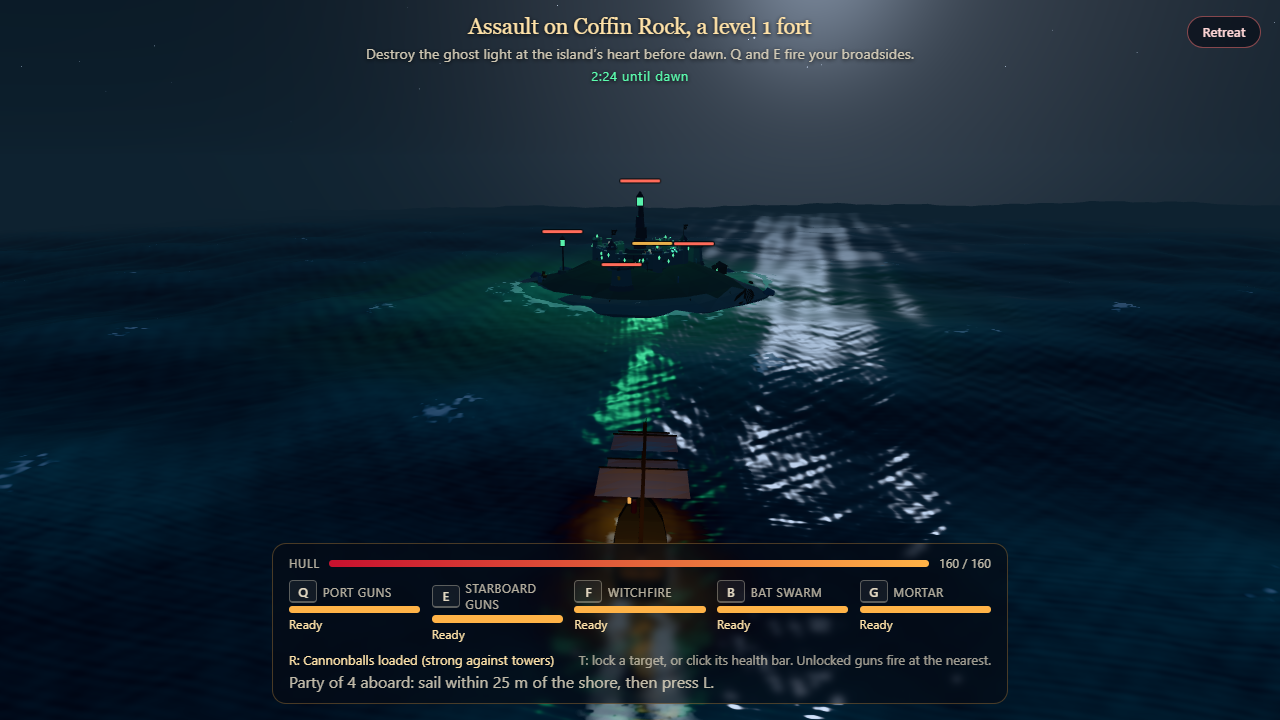 Assault on Coffin Rock, a level 1 fort
Destroy the ghost light at the island's heart before dawn. Q and E fire your broadsides.
2:24 until dawn
Retreat
HULL
160 / 160
Q PORT GUNS
Ready
E STARBOARD GUNS
Ready
F WITCHFIRE
Ready
B BAT SWARM
Ready
G MORTAR
Ready
R: Cannonballs loaded (strong against towers)
T: lock a target, or click its health bar. Unlocked guns fire at the nearest.
Party of 4 aboard: sail within 25 m of the shore, then press L.